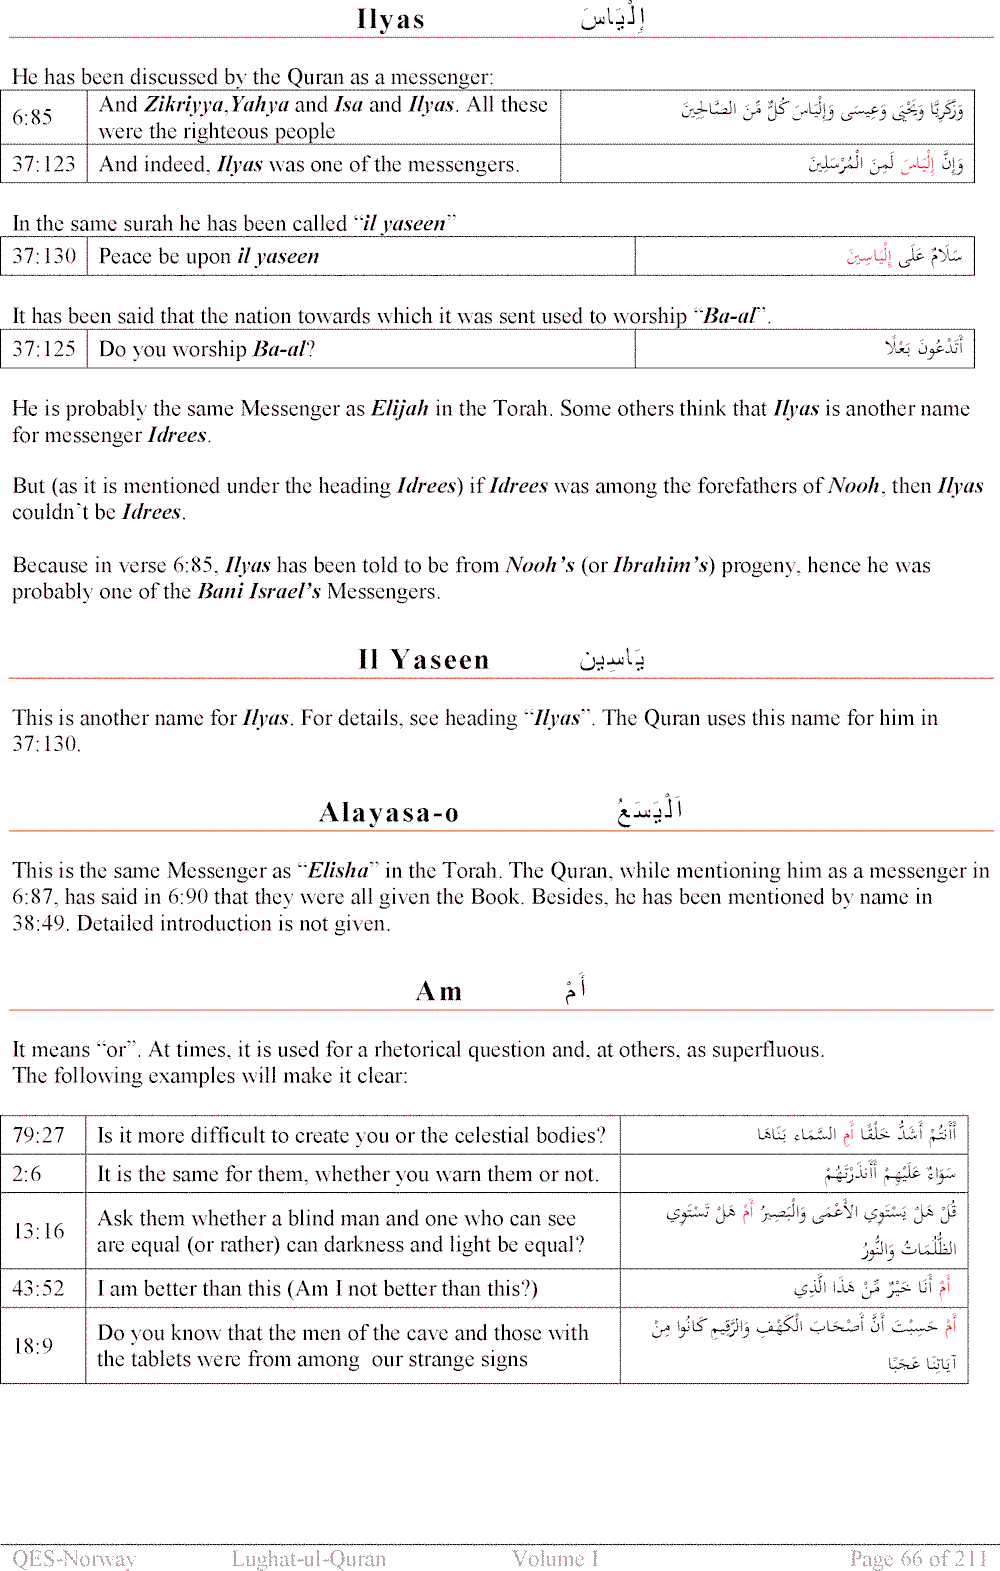 Ilyas إِلْيَاسَ
He has been discussed by the Quran as a messenger:
6:85 And Zikriyya,Yahya and Isa and Ilyas. All these were the righteous people وَزَكَرِيَّا وَيَحْيَى وَعِيسَى وَإِلْيَاسَ كُلٌّ مِّنَ الصَّالِحِينَ
37:123 And indeed, Ilyas was one of the messengers. وَإِنَّ إِلْيَاسَ لَمِنَ الْمُرْسَلِينَ
In the same surah he has been called “il yaseen”
37:130 Peace be upon il yaseen سَلَامٌ عَلَى إِلْيَاسِينَ
It has been said that the nation towards which it was sent used to worship “Ba-al”.
37:125 Do you worship Ba-al? أَتَدْعُونَ بَعْلًا
He is probably the same Messenger as Elijah in the Torah. Some others think that Ilyas is another name
for messenger Idrees.
But (as it is mentioned under the heading Idrees) if Idrees was among the forefathers of Nooh, then Ilyas
couldn’t be Idrees.
Because in verse 6:85, Ilyas has been told to be from Nooh’s (or Ibrahim’s) progeny, hence he was
probably one of the Bani Israel’s Messengers.
Il Yaseen يَاسِين
This is another name for Ilyas. For details, see heading “Ilyas”. The Quran uses this name for him in
37:130.
Alayasa-o اَلْيَسَعُ
This is the same Messenger as “Elisha” in the Torah. The Quran, while mentioning him as a messenger in
6:87, has said in 6:90 that they were all given the Book. Besides, he has been mentioned by name in
38:49. Detailed introduction is not given.
Am أَمْ
It means “or”. At times, it is used for a rhetorical question and, at others, as superfluous.
The following examples will make it clear:
79:27 Is it more difficult to create you or the celestial bodies? أَأَنْتُمْ أَشَدُّ خَلْقًا أَمِ السَّمَاء بَنَاهَا
2:6 It is the same for them, whether you warn them or not. سَوَاءٌ عَلَيْهِمْ أَأَنذَرْتَهُمْ
13:16 Ask them whether a blind man and one who can see are equal (or rather) can darkness and light be equal? قُلْ هَلْ يَسْتَوِي الأَعْمَى وَالْبَصِيرُ أَمْ هَلْ تَسْتَوِي الظُّلُمَاتُ وَالنُّورُ
43:52 I am better than this (Am I not better than this?) أَمْ أَنَا خَيْرٌ مِّنْ هَذَا الَّذِي
18:9 Do you know that the men of the cave and those with the tablets were from among our strange signs أَمْ حَسِبْتَ أَنَّ أَصْحَابَ الْكَهْفِ وَالرَّقِيمِ كَانُوا مِنْ آيَاتِنَا عَجَبًا
QES-Norway Lughat-ul-Quran Volume I Page 66 of 211